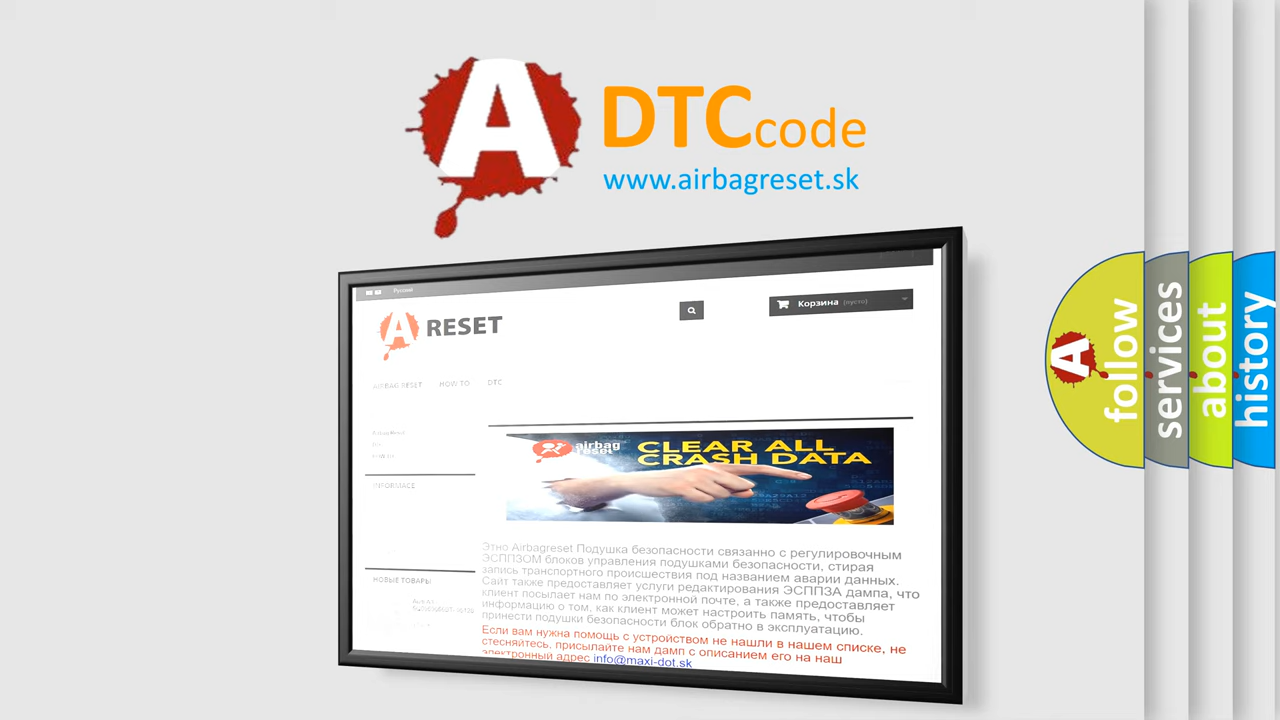 A DTC code
www.airbagreset.sk
Русский
A RESET
Корзина (пусто)
AIRBAG RESET HOW TO DTC
INFORMACE
airbag
reset
CLEAR ALL
CRASH DATA
Этно Airbagreset Подушка безопасности связанно с регулировочным
ЭСППЗОМ блоков управления подушками безопасности, стирая
запись транспортного происшествия под названием аварии данных.
Сайт также предоставляет услуги редактирования ЭСППЗА дампа, что
клиент посылает нам по электронной почте, а также предоставляет
информацию о том, как клиент может настроить память, чтобы
принести подушки безопасности блок обратно в эксплуатацию.
Если вам нужна помощь с устройством не нашли в нашем списке, не
стесняйтесь, присылайте нам дамп с описанием его на наш
электронный адрес info@maxi-dot.sk
НОВЫЕ ТОВАРЫ
A follow
services
about
history